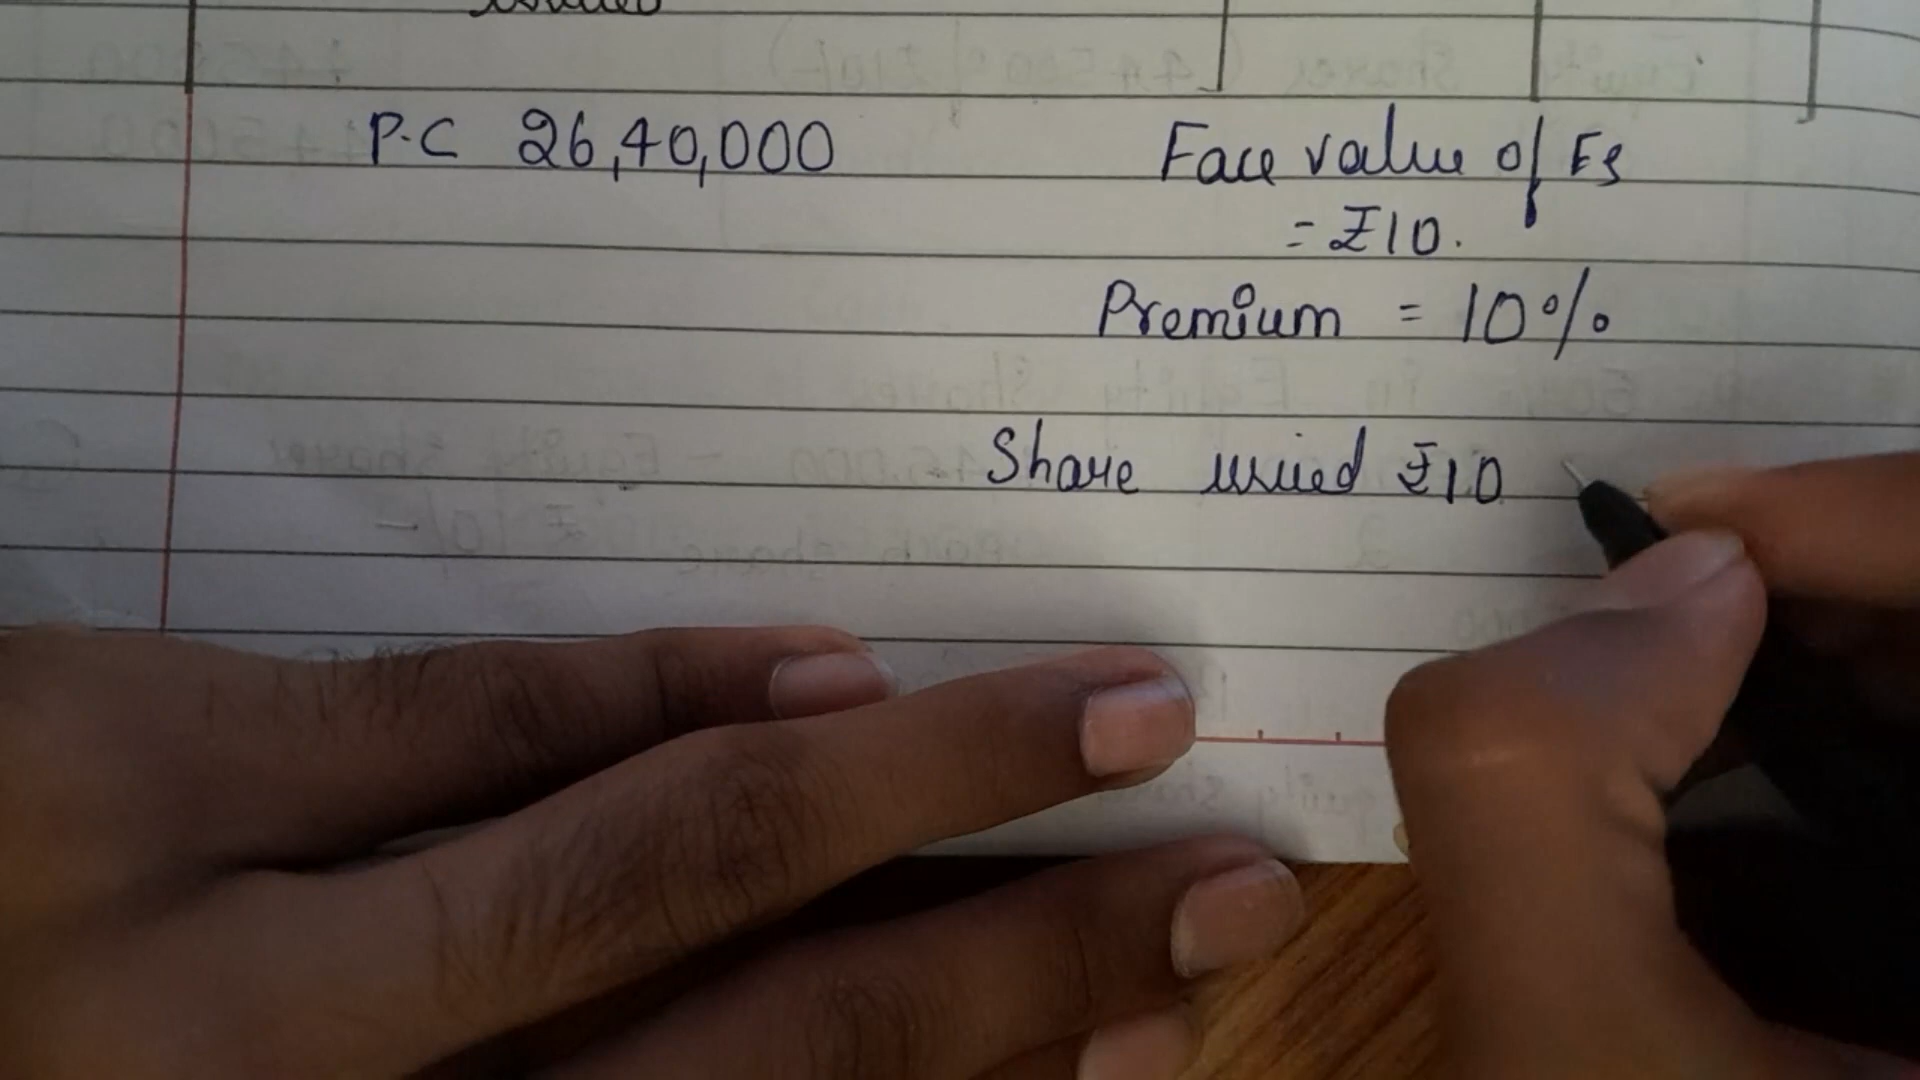 P.C 26,40,000
Face value of Es
= ₹10.
Premium = 10%
Share issued ₹10